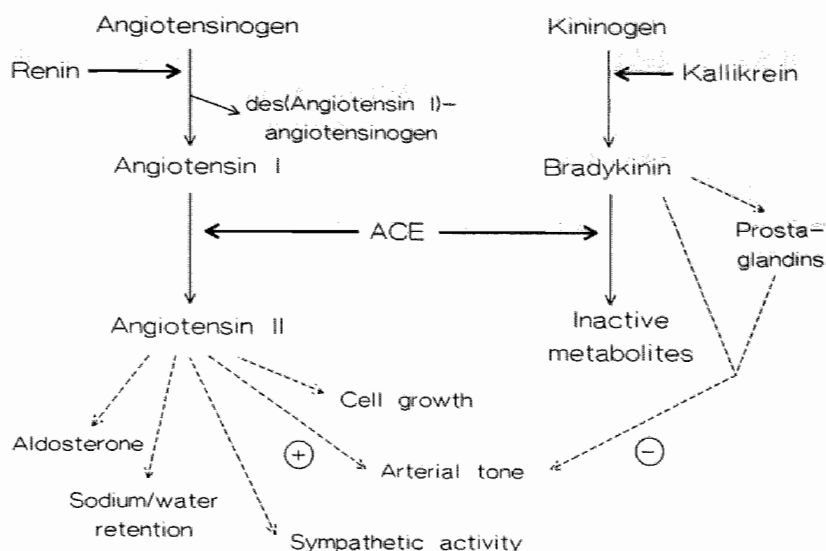 Angiotensinogen
Kininogen
Renin
Kallikrein
des(Angiotensin I)-
angiotensinogen
Angiotensin I
Bradykinin
ACE
Prosta-
glandins
Angiotensin II
Inactive
metabolites
Cell growth
Aldosterone
+
Arterial tone
−
Sodium/water
retention
Sympathetic activity